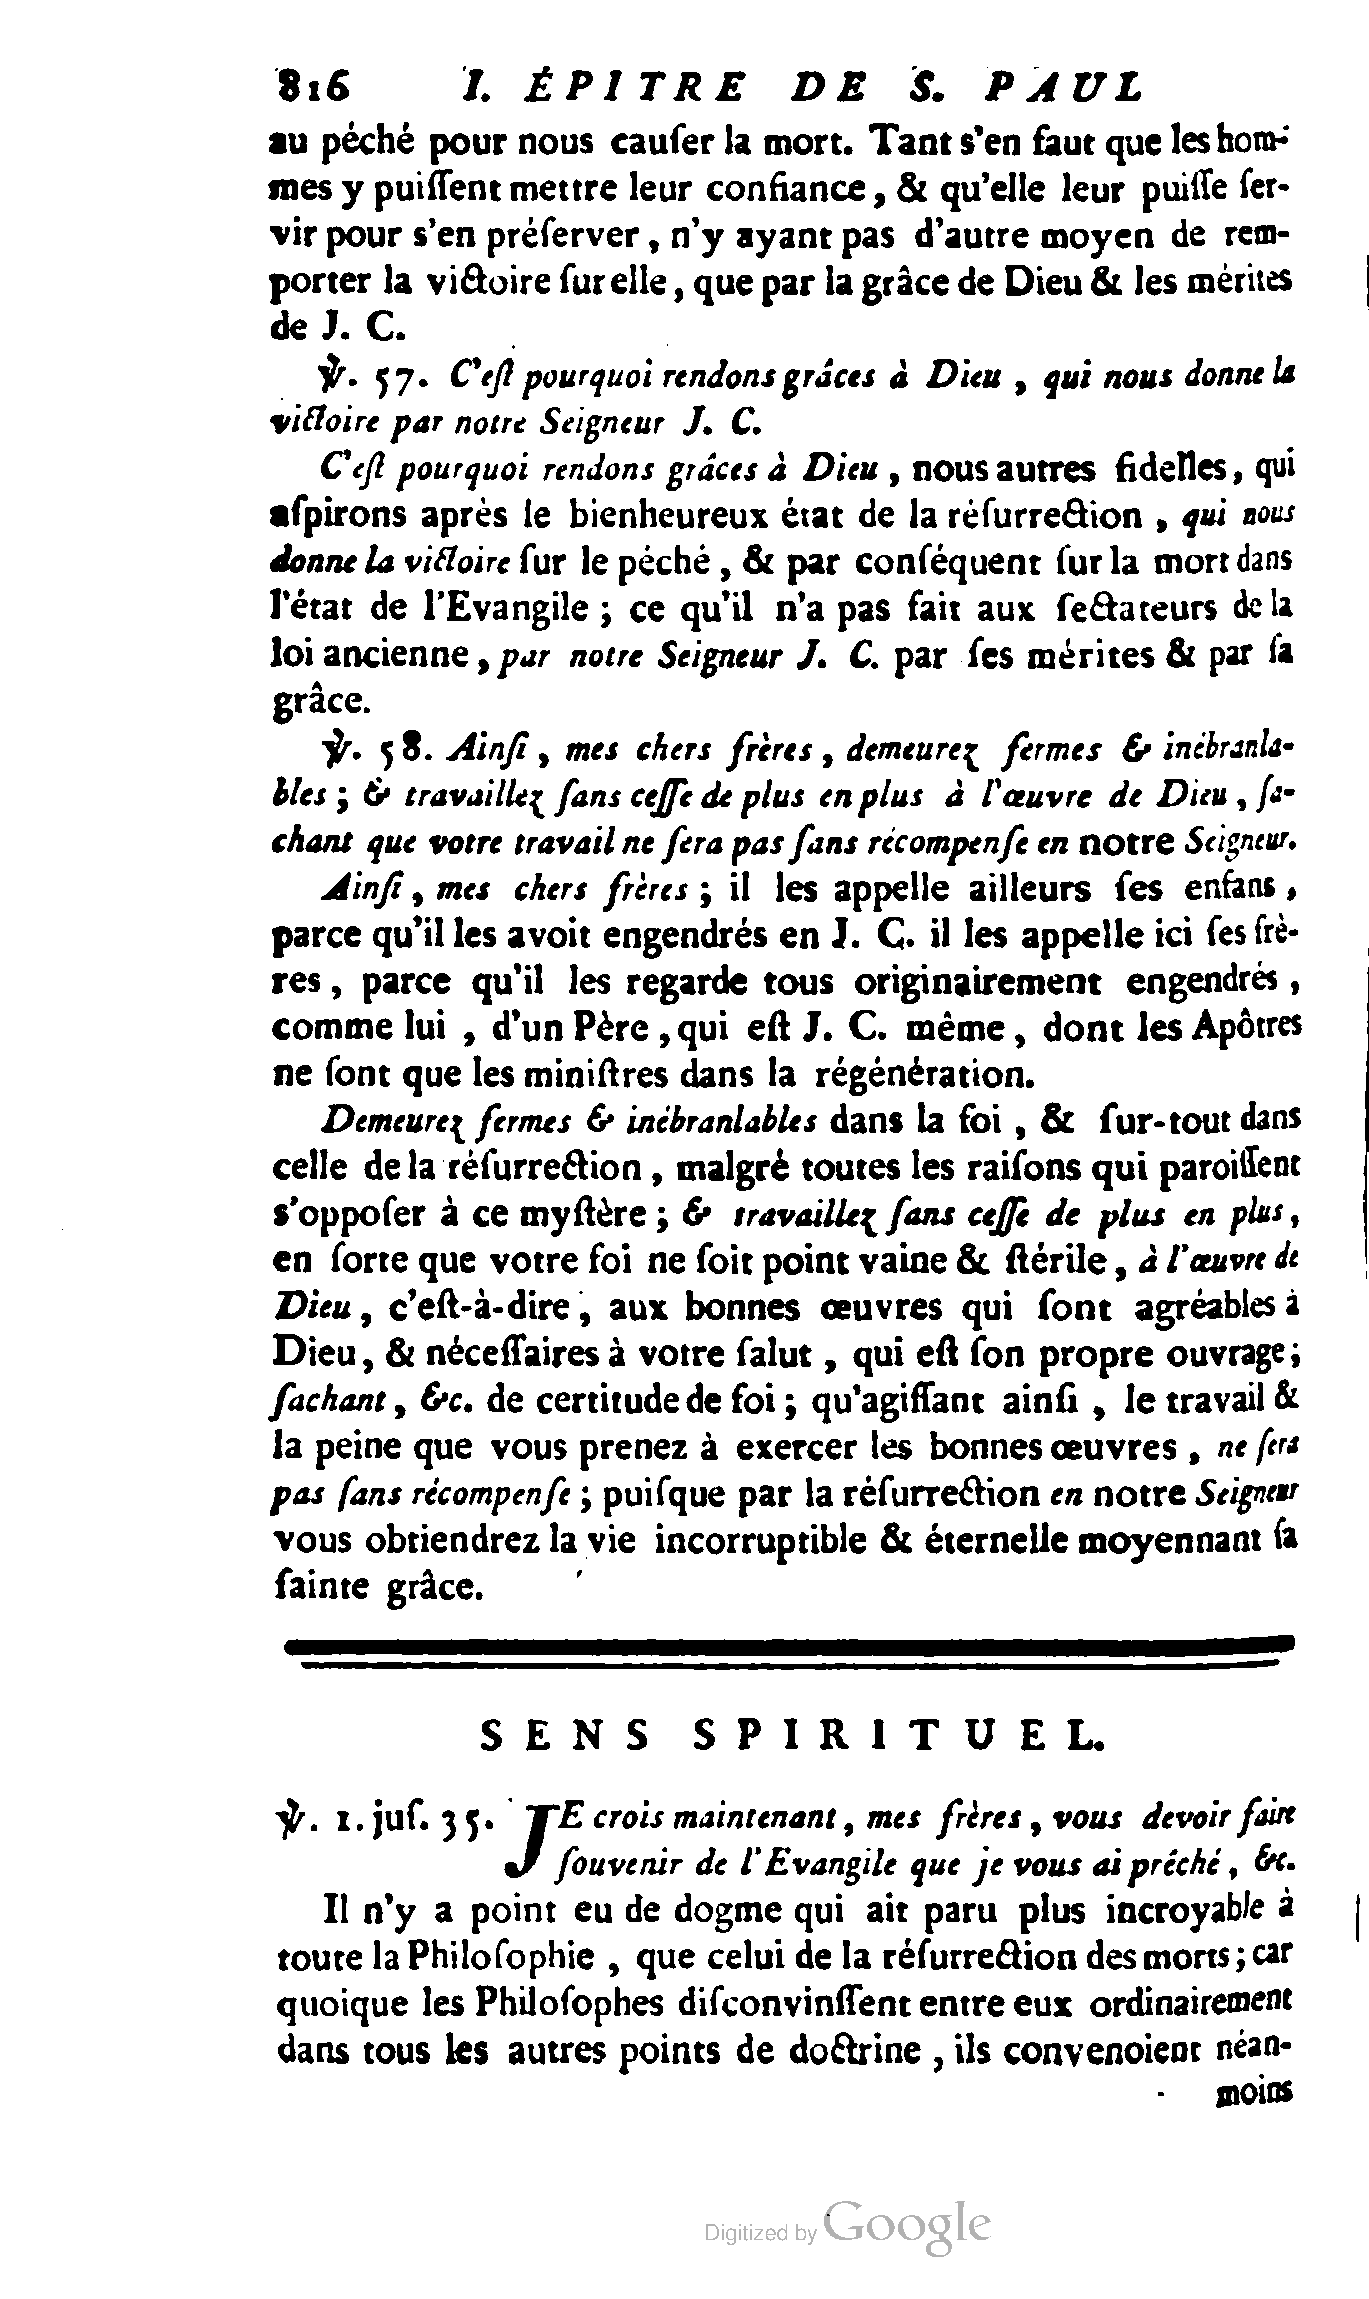 816 I. ÉPITRE DE S. PAUL
au péché pour nous cauſer la mort. Tant s'en faut que les hom-
mes y puiſſent mettre leur confiance, & qu'elle leur puiſſe ſer-
vir pour s'en préſerver, n'y ayant pas d'autre moyen de rem-
porter la victoire ſur elle, que par la grâce de Dieu & les mérites
de J. C.
℣. 57. C'eſt pourquoi rendons grâces à Dieu, qui nous donne la
victoire par notre Seigneur J. C.
C'eſt pourquoi rendons grâces à Dieu, nous autres fidelles, qui
aſpirons après le bienheureux état de la réſurrection, qui nous
donne la victoire ſur le péché, & par conſéquent ſur la mort dans
l'état de l'Evangile; ce qu'il n'a pas fait aux ſectateurs de la
loi ancienne, par notre Seigneur J. C. par ſes mérites & par ſa
grâce.
℣. 58. Ainſi, mes chers frères, demeurez fermes & inébranla-
bles; & travaillez ſans ceſſe de plus en plus à l'œuvre de Dieu, ſa-
chant que votre travail ne ſera pas ſans récompenſe en notre Seigneur.
Ainſi, mes chers frères; il les appelle ailleurs ſes enfans,
parce qu'il les avoit engendrés en J. C. il les appelle ici ſes frè-
res, parce qu'il les regarde tous originairement engendrés,
comme lui, d'un Père, qui eſt J. C. même, dont les Apôtres
ne ſont que les miniſtres dans la régénération.
Demeurez fermes & inébranlables dans la foi, & ſur-tout dans
celle de la réſurrection, malgré toutes les raiſons qui paroiſſent
s'oppoſer à ce myſtère; & travaillez ſans ceſſe de plus en plus,
en ſorte que votre foi ne ſoit point vaine & ſtérile, à l'œuvre de
Dieu, c'eſt-à-dire, aux bonnes œuvres qui ſont agréables à
Dieu, & néceſſaires à votre ſalut, qui eſt ſon propre ouvrage;
ſachant, &c. de certitude de foi; qu'agiſſant ainſi, le travail &
la peine que vous prenez à exercer les bonnes œuvres, ne ſera
pas ſans récompenſe; puiſque par la réſurrection en notre Seigneur
vous obtiendrez la vie incorruptible & éternelle moyennant ſa
ſainte grâce.
SENS SPIRITUEL.
℣. 1. juſ. 35. JE crois maintenant, mes frères, vous devoir faire
ſouvenir de l'Evangile que je vous ai prêché, &c.
Il n'y a point eu de dogme qui ait paru plus incroyable à
toute la Philoſophie, que celui de la réſurrection des morts; car
quoique les Philoſophes diſconvinſſent entre eux ordinairement
dans tous les autres points de doctrine, ils convenoient néan-
moins
Digitized by Google